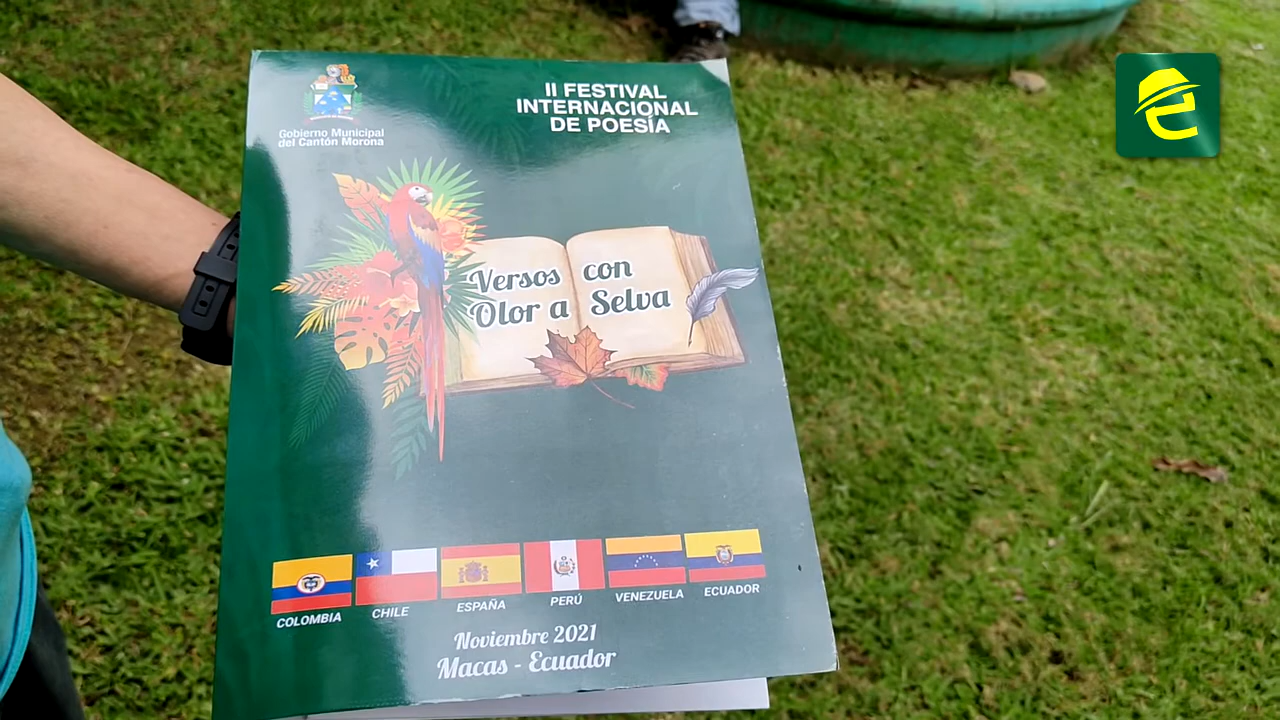 Gobierno Municipal
del Cantón Morona
II FESTIVAL
INTERNACIONAL
DE POESÍA
Versos con
Olor a Selva
COLOMBIA
CHILE
ESPAÑA
PERÚ
VENEZUELA
ECUADOR
Noviembre 2021
Macas - Ecuador